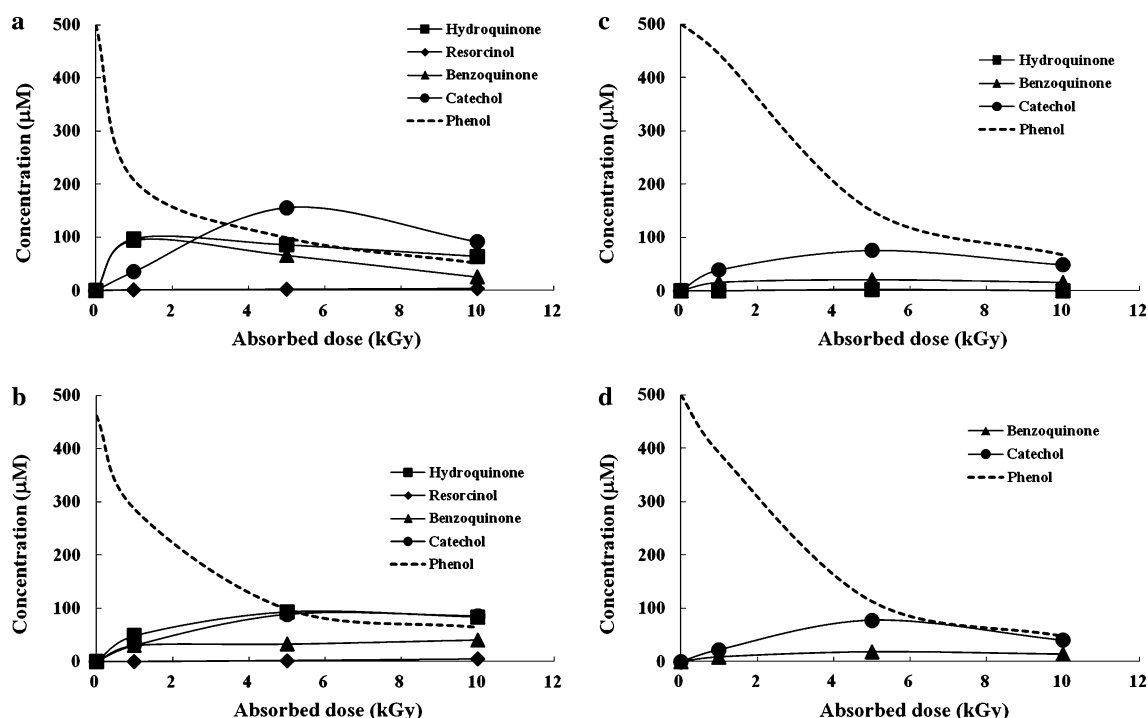 a
500
400
300
200
100
0
Concentration (μM)
0 2 4 6 8 10 12
Absorbed dose (kGy)
Hydroquinone
Resorcinol
Benzoquinone
Catechol
Phenol
c
500
400
300
200
100
0
Concentration (μM)
0 2 4 6 8 10 12
Absorbed dose (kGy)
Hydroquinone
Benzoquinone
Catechol
Phenol
b
500
400
300
200
100
0
Concentration (μM)
0 2 4 6 8 10 12
Absorbed dose (kGy)
Hydroquinone
Resorcinol
Benzoquinone
Catechol
Phenol
d
500
400
300
200
100
0
Concentration (μM)
0 2 4 6 8 10 12
Absorbed dose (kGy)
Benzoquinone
Catechol
Phenol